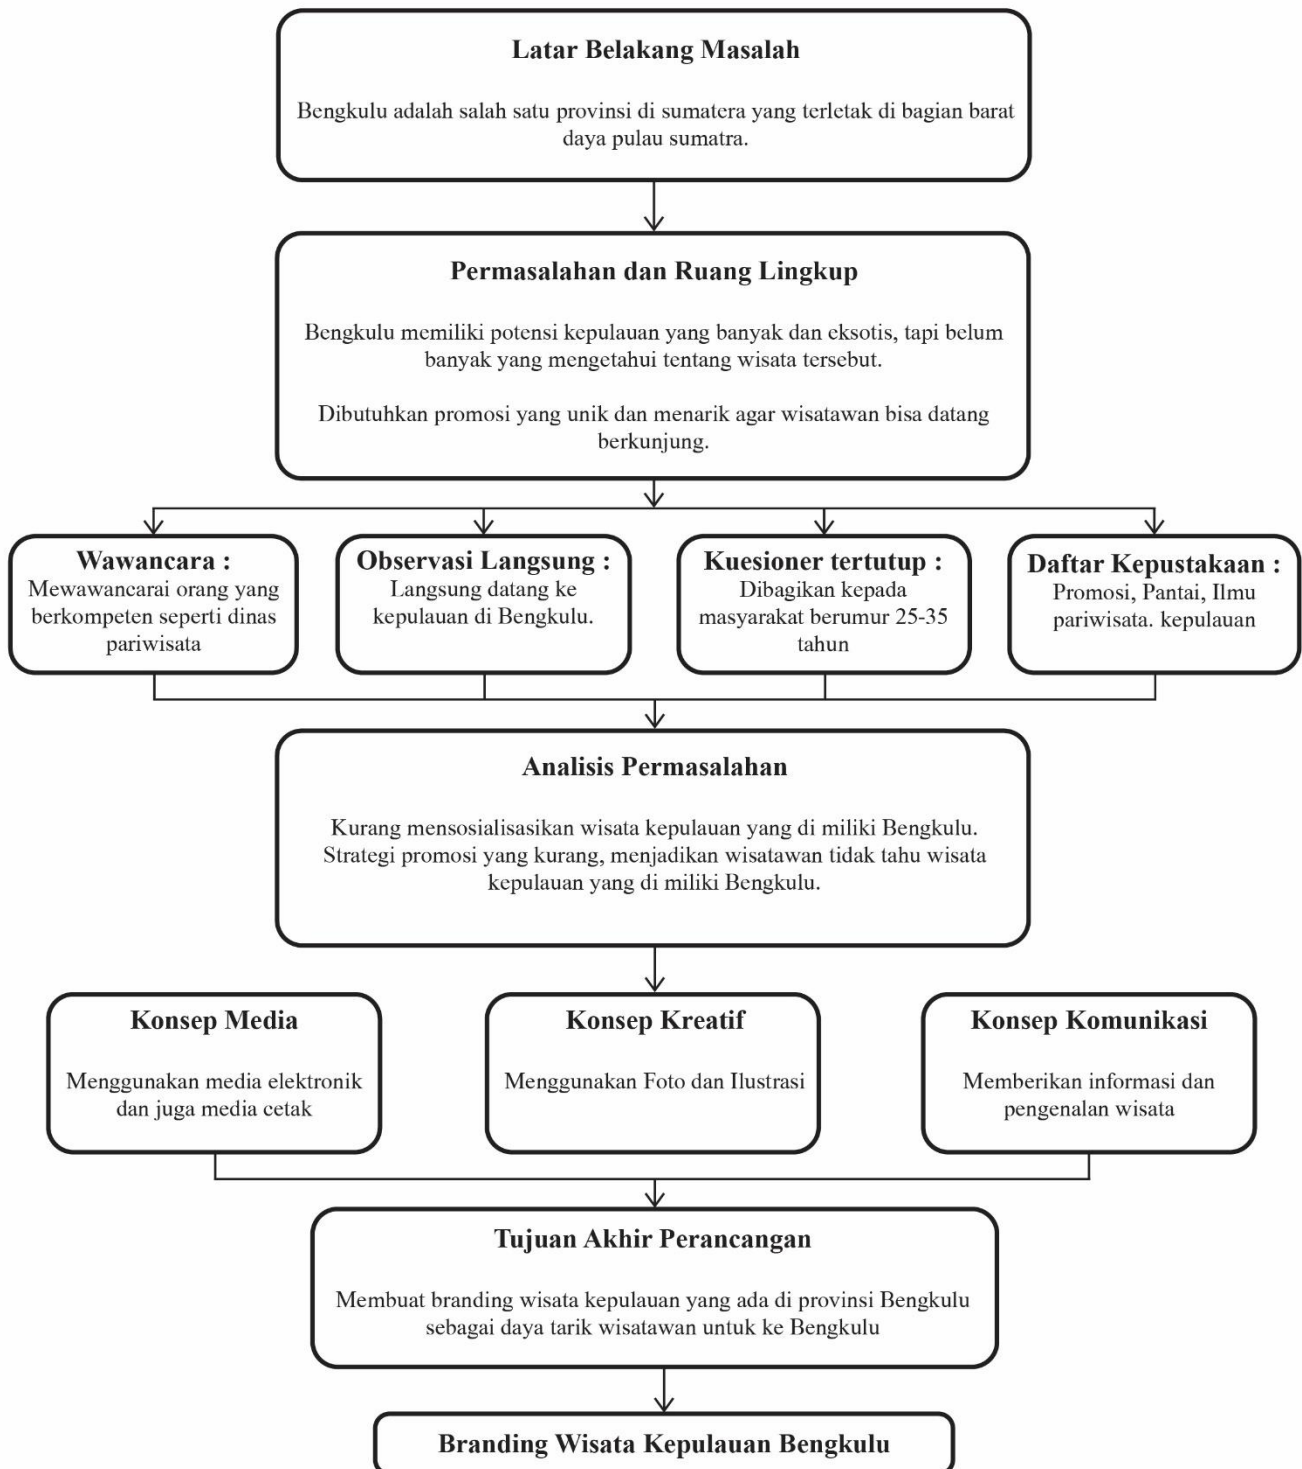 Latar Belakang Masalah
Bengkulu adalah salah satu provinsi di sumatera yang terletak di bagian barat
daya pulau sumatra.
Permasalahan dan Ruang Lingkup
Bengkulu memiliki potensi kepulauan yang banyak dan eksotis, tapi belum
banyak yang mengetahui tentang wisata tersebut.
Dibutuhkan promosi yang unik dan menarik agar wisatawan bisa datang
berkunjung.
Wawancara :
Mewawancarai orang yang
berkompeten seperti dinas
pariwisata
Observasi Langsung :
Langsung datang ke
kepulauan di Bengkulu.
Kuesioner tertutup :
Dibagikan kepada
masyarakat berumur 25-35
tahun
Daftar Kepustakaan :
Promosi, Pantai, Ilmu
pariwisata. kepulauan
Analisis Permasalahan
Kurang mensosialisasikan wisata kepulauan yang di miliki Bengkulu.
Strategi promosi yang kurang, menjadikan wisatawan tidak tahu wisata
kepulauan yang di miliki Bengkulu.
Konsep Media
Menggunakan media elektronik
dan juga media cetak
Konsep Kreatif
Menggunakan Foto dan Ilustrasi
Konsep Komunikasi
Memberikan informasi dan
pengenalan wisata
Tujuan Akhir Perancangan
Membuat branding wisata kepulauan yang ada di provinsi Bengkulu
sebagai daya tarik wisatawan untuk ke Bengkulu
Branding Wisata Kepulauan Bengkulu